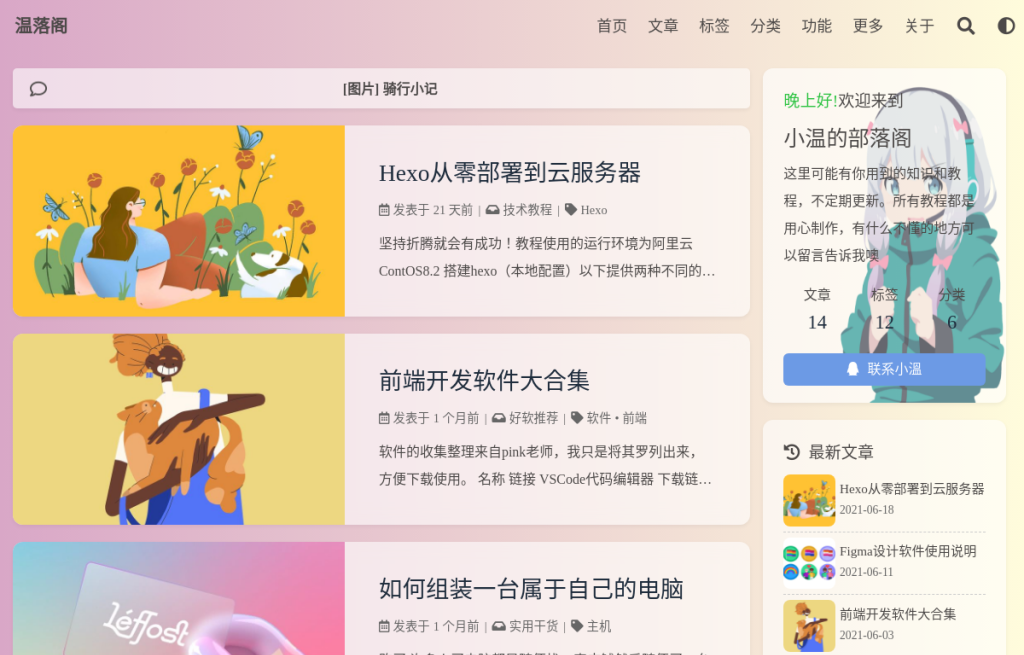 温落阁
首页 文章 标签 分类 功能 更多 关于
[图片] 骑行小记
Hexo从零部署到云服务器
发表于 21 天前 | 技术教程 | Hexo
坚持折腾就会有成功！教程使用的运行环境为阿里云
ContOS8.2 搭建hexo（本地配置）以下提供两种不同的…
前端开发软件大合集
发表于 1 个月前 | 好软推荐 | 软件 • 前端
软件的收集整理来自pink老师，我只是将其罗列出来，
方便下载使用。 名称 链接 VSCode代码编辑器 下载链…
Léffost
如何组装一台属于自己的电脑
发表于 1 个月前 | 实用干货 | 主机
晚上好!欢迎来到
小温的部落阁
这里可能有你用到的知识和教
程，不定期更新。所有教程都是
用心制作，有什么不懂的地方可
以留言告诉我噢
文章 标签 分类
14 12 6
联系小溫
最新文章
Hexo从零部署到云服务器
2021-06-18
Figma设计软件使用说明
2021-06-11
前端开发软件大合集
2021-06-03